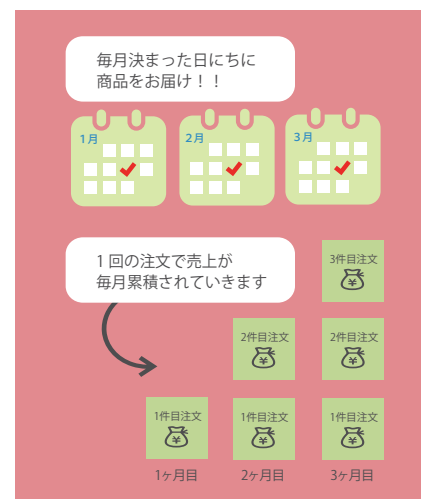 毎月決まった日にちに
商品をお届け！！
1月
2月
3月
1回の注文で売上が
毎月累積されていきます
3件目注文
¥
2件目注文
¥
2件目注文
¥
1件目注文
¥
1件目注文
¥
1件目注文
¥
1ヶ月目
2ヶ月目
3ヶ月目